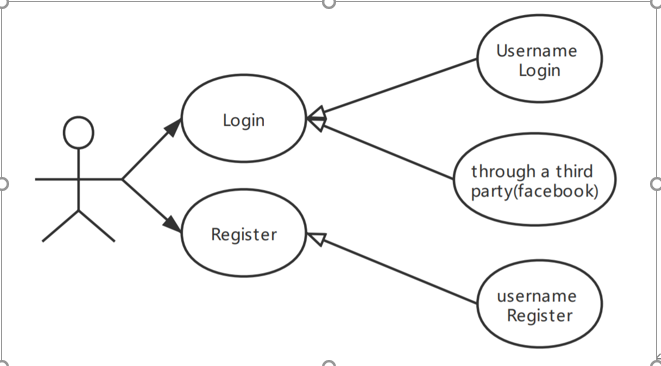 Username
Login
Login
through a third
party(facebook)
Register
username
Register